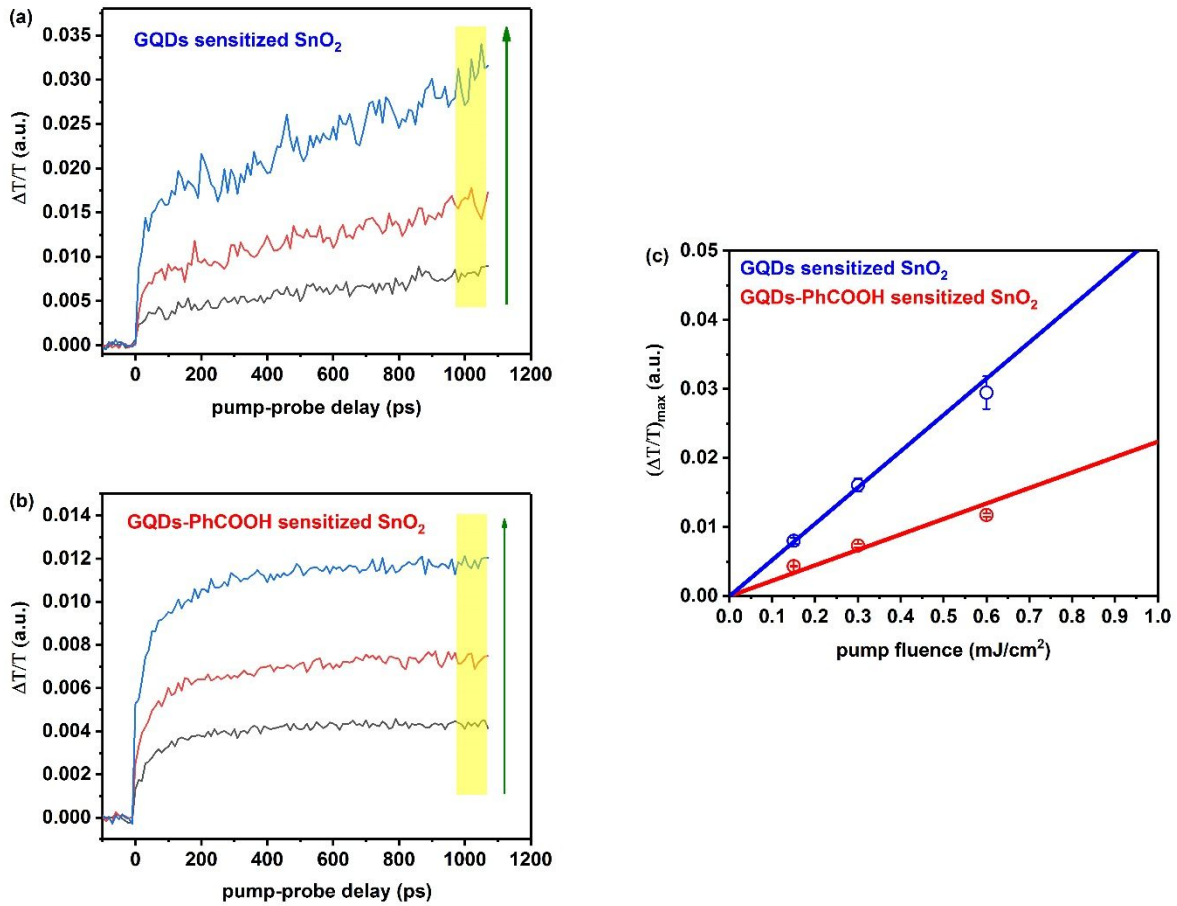 (a)
GQDs sensitized SnO₂
0.035
0.030
0.025
0.020
0.015
0.010
0.005
0.000
ΔT/T (a.u.)
0 200 400 600 800 1000 1200
pump-probe delay (ps)
(b)
GQDs-PhCOOH sensitized SnO₂
0.014
0.012
0.010
0.008
0.006
0.004
0.002
0.000
ΔT/T (a.u.)
0 200 400 600 800 1000 1200
pump-probe delay (ps)
(c)
GQDs sensitized SnO₂
GQDs-PhCOOH sensitized SnO₂
0.05
0.04
0.03
0.02
0.01
0.00
(ΔT/T)max (a.u.)
0.0 0.1 0.2 0.3 0.4 0.5 0.6 0.7 0.8 0.9 1.0
pump fluence (mJ/cm²)